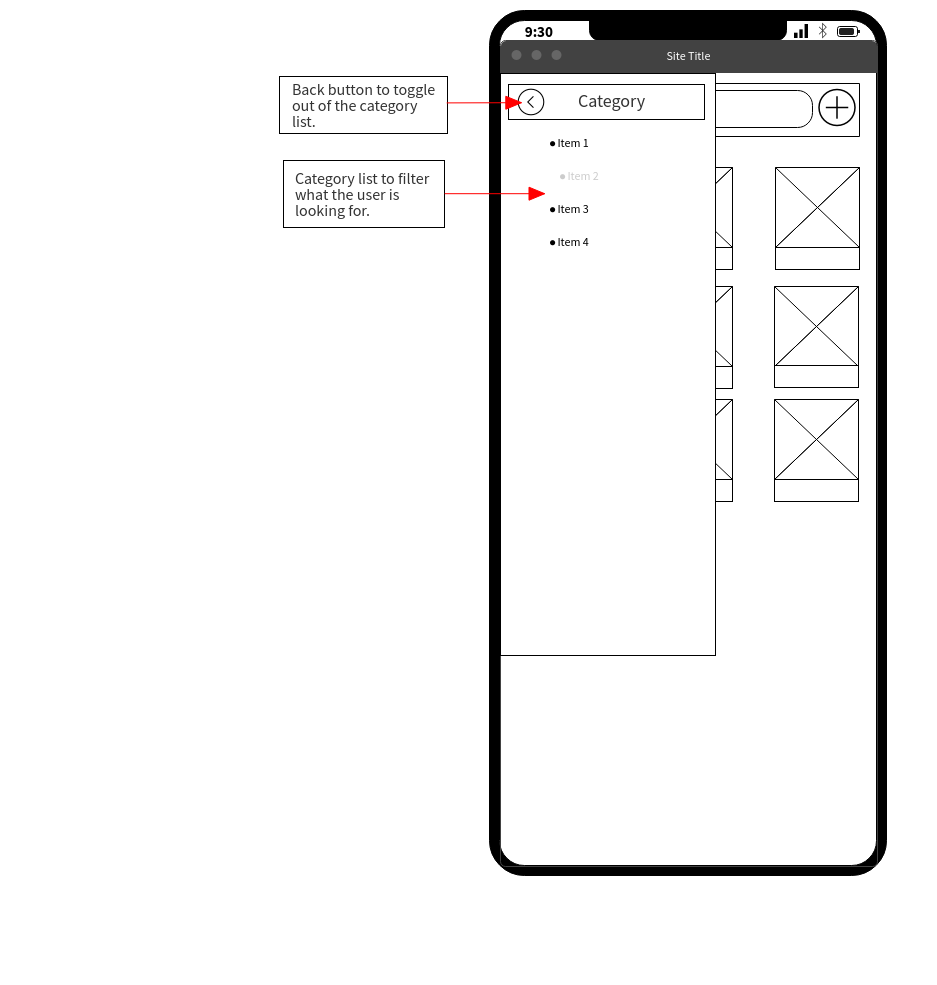 9:30
Site Title
Back button to toggle
out of the category
list.
Category
Category list to filter
what the user is
looking for.
● Item 1
● Item 2
● Item 3
● Item 4